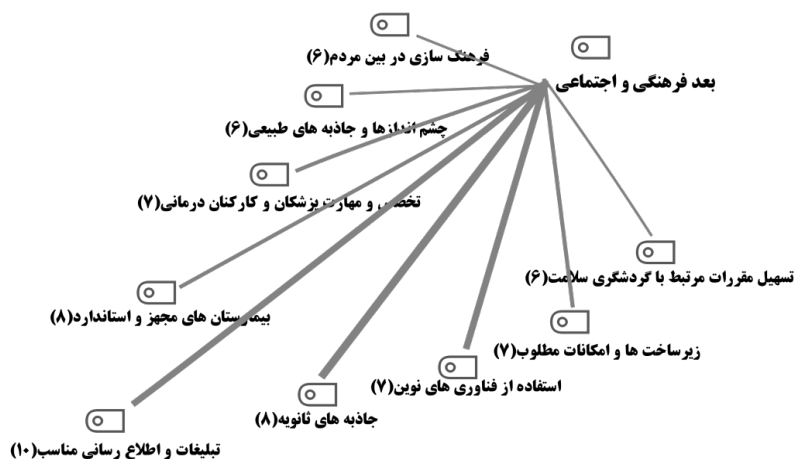 فرهنگ سازی در بین مردم(۶)
بعد فرهنگی و اجتماعی
چشم اندازها و جاذبه های طبیعی(۶)
تخصص و مهارت پزشکان و کارکنان درمانی(۷)
تسهیل مقررات مرتبط با گردشگری سلامت(۶)
بیمارستان های مجهز و استاندارد(۸)
زیرساخت ها و امکانات مطلوب(۷)
استفاده از فناوری های نوین(۷)
جاذبه های ثانویه(۸)
تبلیغات و اطلاع رسانی مناسب(۱۰)